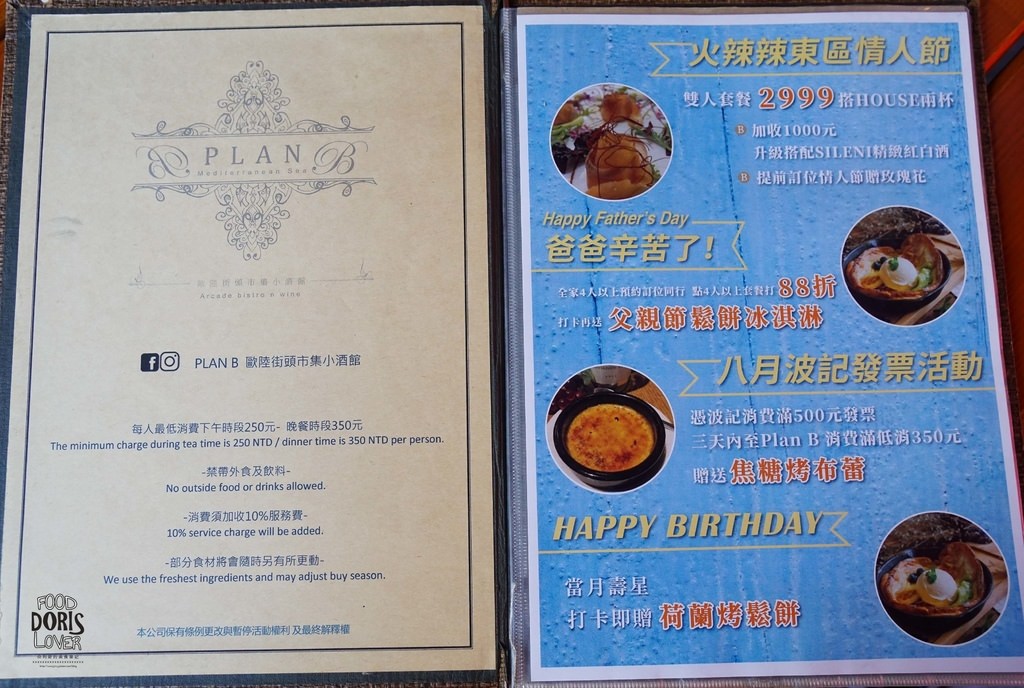 PLAN B
Mediterranean Sea
歐陸街頭市集小酒館
Arcade bistro n wine
PLAN B 歐陸街頭市集小酒館
每人最低消費下午時段250元- 晚餐時段350元
The minimum charge during tea time is 250 NTD / dinner time is 350 NTD per person.
-禁帶外食及飲料-
No outside food or drinks allowed.
-消費須加收10%服務費-
10% service charge will be added.
-部分食材將會隨時另有所更動-
We use the freshest ingredients and may adjust buy season.
本公司保有條例更改與暫停活動權利 及最終解釋權
FOOD
DORIS
LOVER
火辣辣東區情人節
雙人套餐 2999 搭HOUSE兩杯
B 加收1000元
升級搭配SILENI精緻紅白酒
B 提前訂位情人節贈玫瑰花
Happy Father's Day
爸爸辛苦了!
全家4人以上預約訂位同行 點4人以上套餐打 88折
打卡再送 父親節鬆餅冰淇淋
八月波記發票活動
憑波記消費滿500元發票
三天內至Plan B 消費滿低消350元
贈送 焦糖烤布蕾
HAPPY BIRTHDAY
當月壽星
打卡即贈 荷蘭烤鬆餅